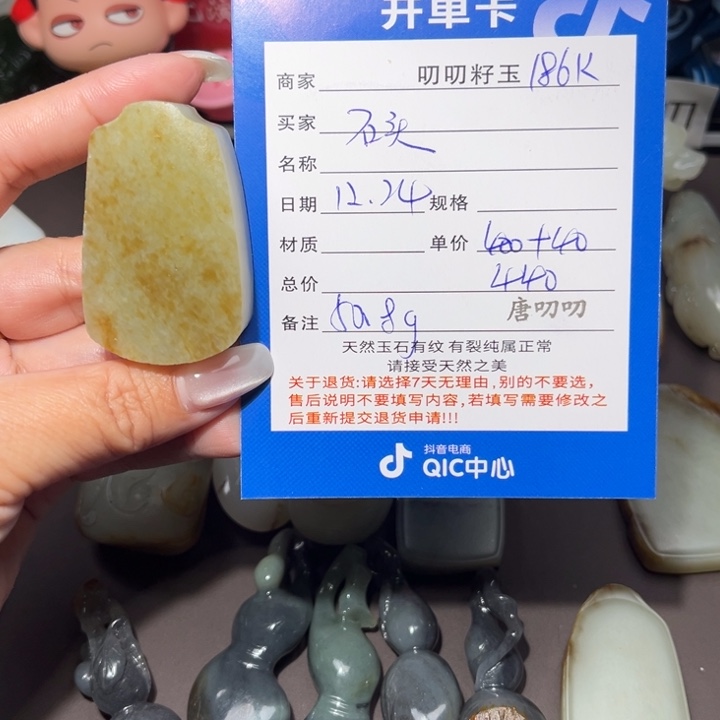 开单卡
商家 叨叨籽玉 186K
买家 石头
名称
日期 12.24 规格
材质 单价 400+40
总价 440
备注 50.8g 唐叨叨
天然玉石有纹 有裂纯属正常
请接受天然之美
关于退货:请选择7天无理由,别的不要选,
售后说明不要填写内容,若填写需要修改之
后重新提交退货申请!!!
抖音电商
QIC中心